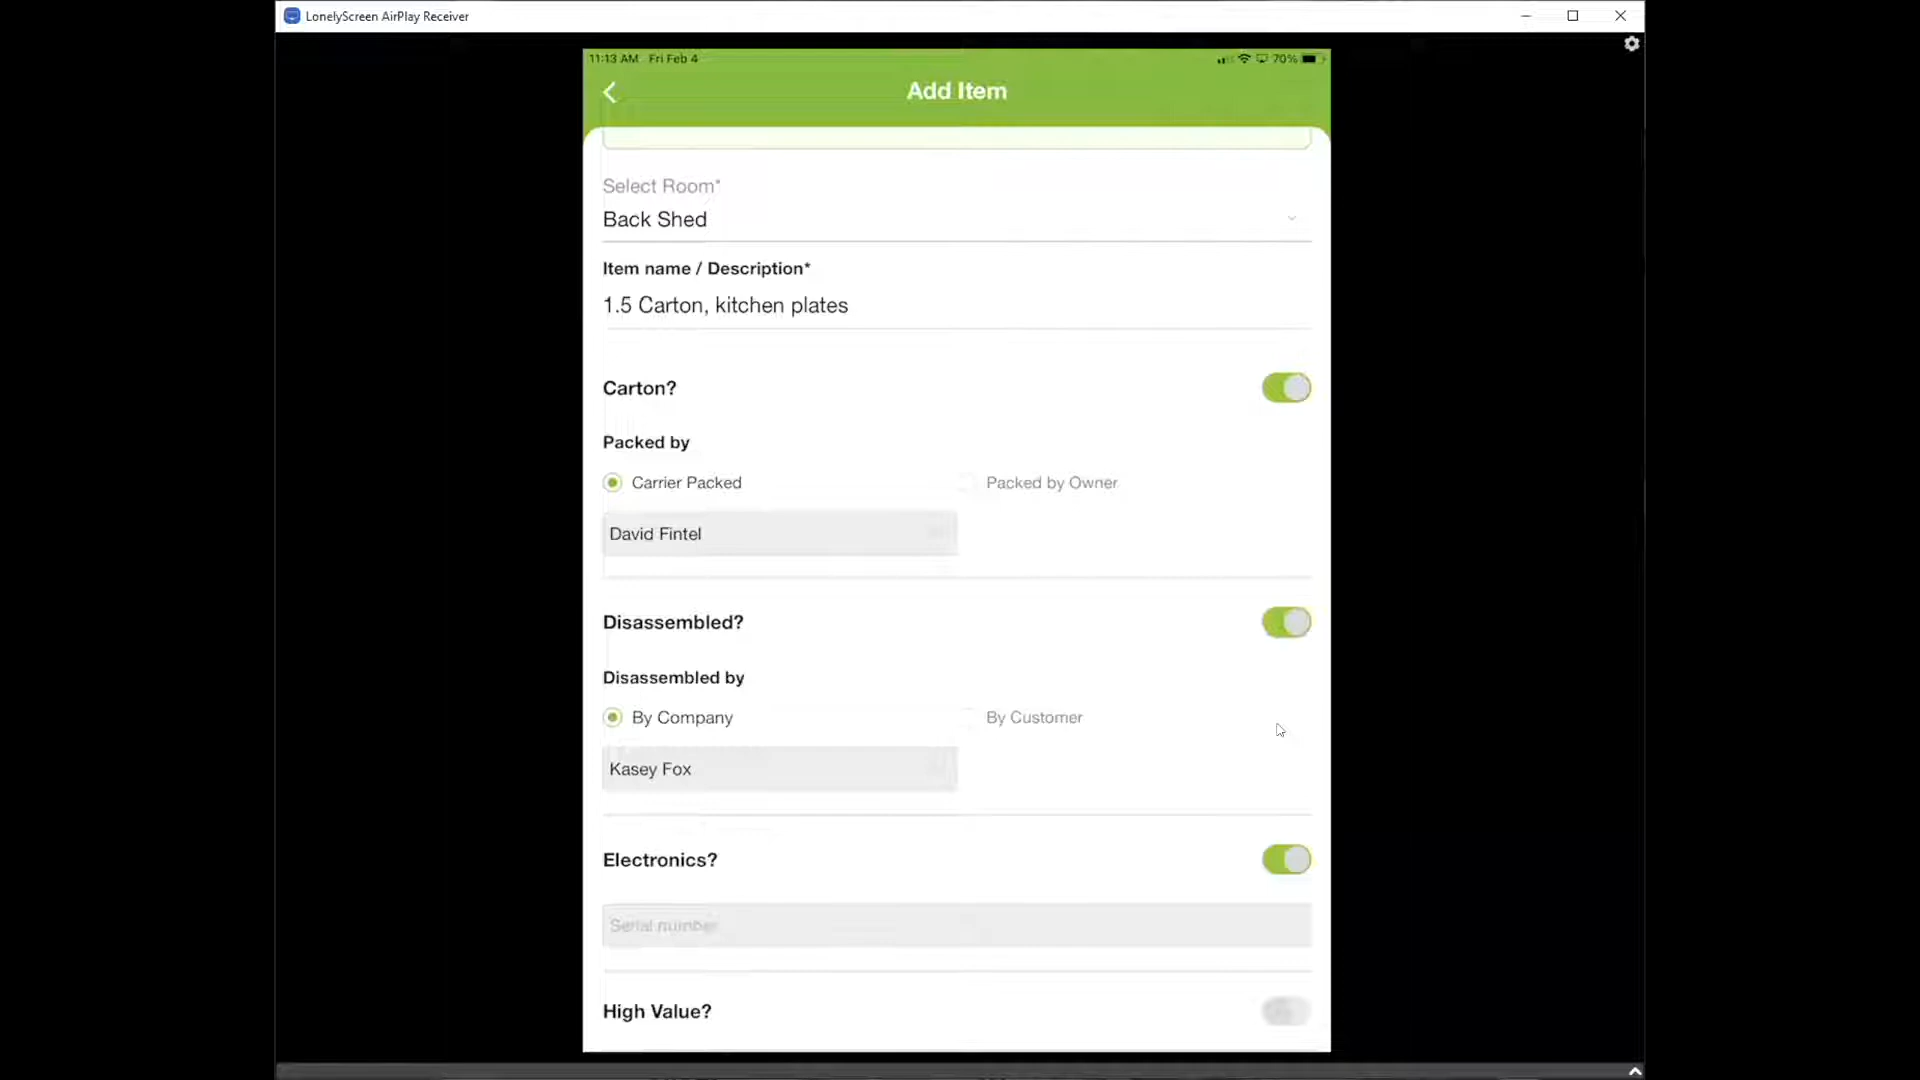 LonelyScreen AirPlay Receiver
11:13 AM Fri Feb 4
70%
Add Item
Select Room*
Back Shed
Item name / Description*
1.5 Carton, kitchen plates
Carton?
Packed by
Carrier Packed
Packed by Owner
David Fintel
Disassembled?
Disassembled by
By Company
By Customer
Kasey Fox
Electronics?
Serial number
High Value?